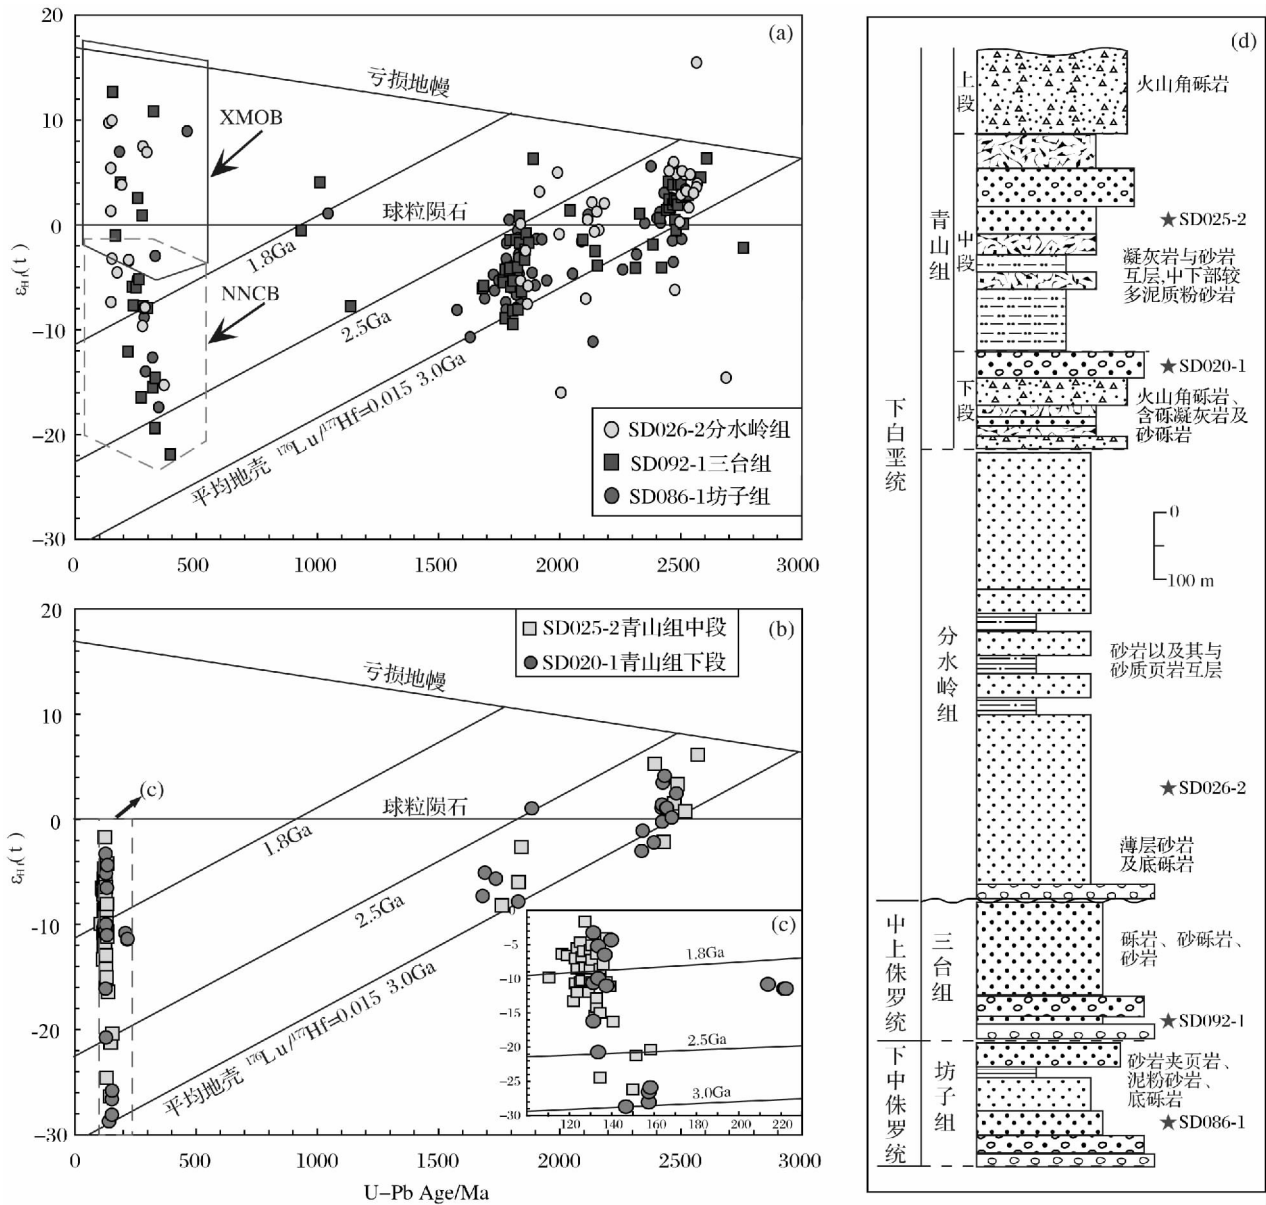 (a)
20
10
0
−10
−20
−30
εHf(t)
亏损地幔
XMOB
球粒陨石
1.8Ga
NNCB
2.5Ga
平均地壳 ¹⁷⁶Lu/¹⁷⁷Hf=0.015 3.0Ga
SD026-2分水岭组
SD092-1三台组
SD086-1坊子组
0
500
1000
1500
2000
2500
3000
(b)
20
10
0
−10
−20
−30
εHf(t)
SD025-2青山组中段
SD020-1青山组下段
亏损地幔
(c)
球粒陨石
1.8Ga
2.5Ga
平均地壳 ¹⁷⁶Lu/¹⁷⁷Hf=0.015 3.0Ga
(c)
0
−5
−10
−15
−20
−25
−30
1.8Ga
2.5Ga
3.0Ga
120
140
160
180
200
220
0
500
1000
1500
2000
2500
3000
U−Pb Age/Ma
(d)
下白垩统
青山组
上段
火山角砾岩
中段
SD025-2
凝灰岩与砂岩
互层,中下部较
多泥质粉砂岩
下段
SD020-1
火山角砾岩、
含砾凝灰岩及
砂砾岩
0
100 m
分水岭组
砂岩以及其与
砂质页岩互层
SD026-2
薄层砂岩
及底砾岩
中上侏罗统
三台组
砾岩、砂砾岩、
砂岩
SD092-1
下中侏罗统
坊子组
砂岩夹页岩、
泥粉砂岩、
底砾岩
SD086-1